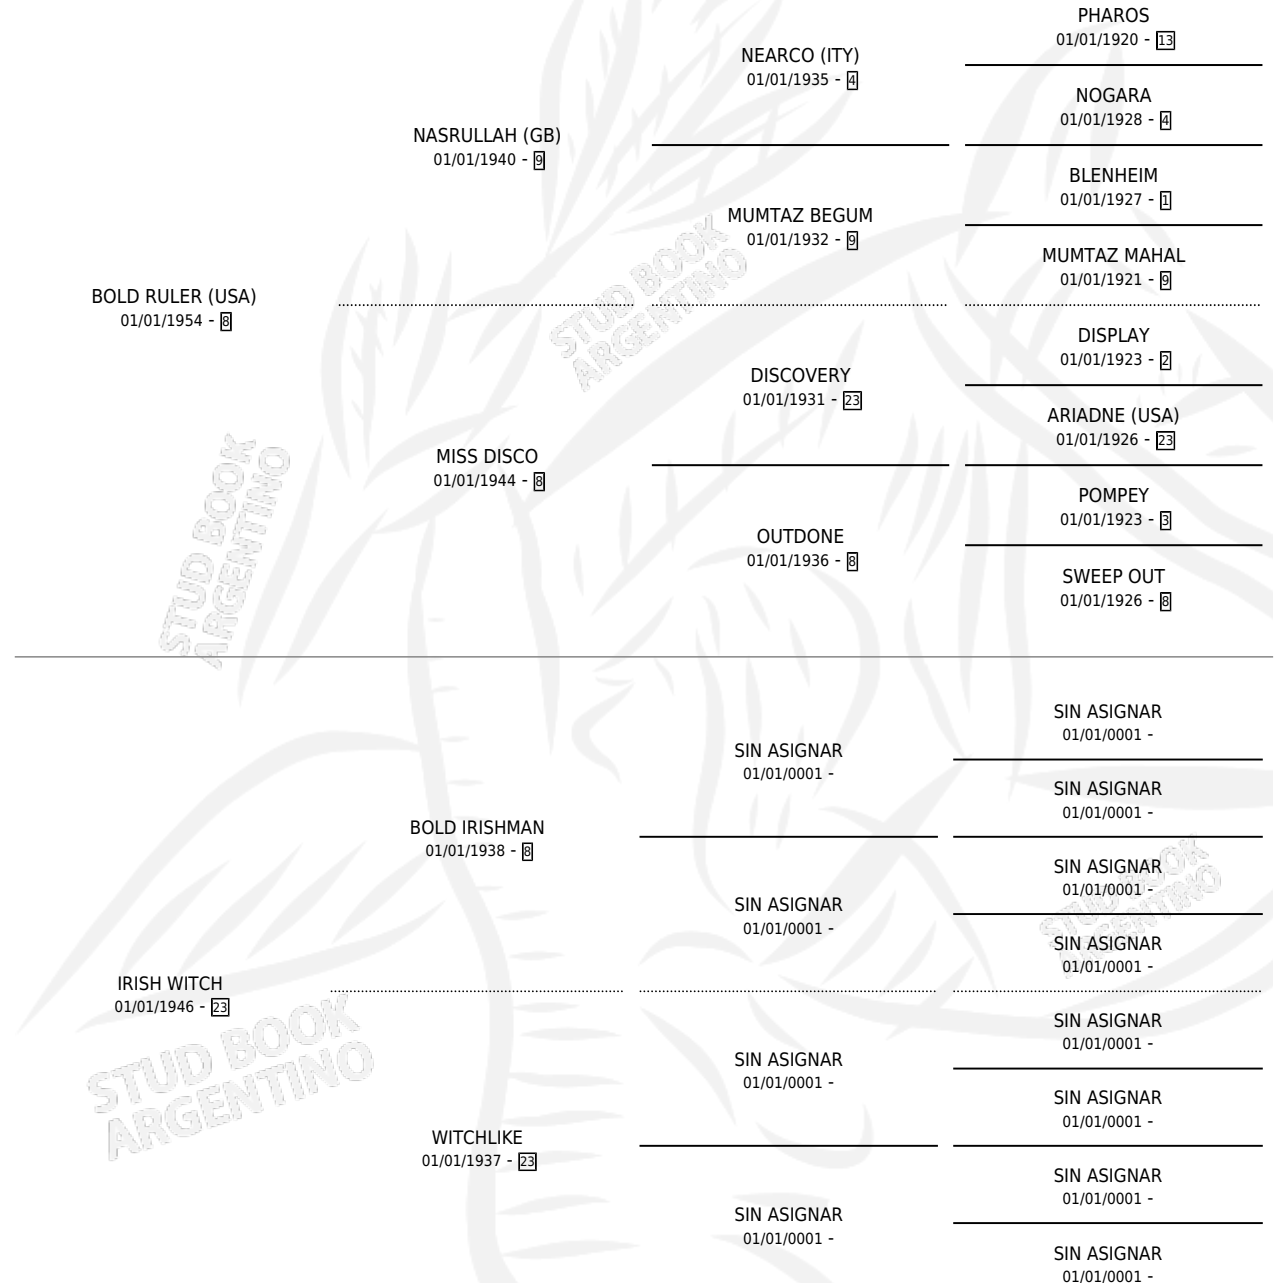 PHAROS
01/01/1920 - 13
NEARCO (ITY)
01/01/1935 - 4
NOGARA
01/01/1928 - 4
NASRULLAH (GB)
01/01/1940 - 9
BLENHEIM
01/01/1927 - 1
MUMTAZ BEGUM
01/01/1932 - 9
MUMTAZ MAHAL
01/01/1921 - 9
BOLD RULER (USA)
01/01/1954 - 8
DISPLAY
01/01/1923 - 2
DISCOVERY
01/01/1931 - 23
ARIADNE (USA)
01/01/1926 - 23
MISS DISCO
01/01/1944 - 8
POMPEY
01/01/1923 - 3
OUTDONE
01/01/1936 - 8
SWEEP OUT
01/01/1926 - 8
SIN ASIGNAR
01/01/0001 -
SIN ASIGNAR
01/01/0001 -
SIN ASIGNAR
01/01/0001 -
BOLD IRISHMAN
01/01/1938 - 8
SIN ASIGNAR
01/01/0001 -
SIN ASIGNAR
01/01/0001 -
SIN ASIGNAR
01/01/0001 -
IRISH WITCH
01/01/1946 - 23
SIN ASIGNAR
01/01/0001 -
SIN ASIGNAR
01/01/0001 -
SIN ASIGNAR
01/01/0001 -
WITCHLIKE
01/01/1937 - 23
SIN ASIGNAR
01/01/0001 -
SIN ASIGNAR
01/01/0001 -
SIN ASIGNAR
01/01/0001 -
STUD BOOK
ARGENTINO
STUD BOOK
ARGENTINO
STUD BOOK
ARGENTINO
STUD BOOK
ARGENTINO